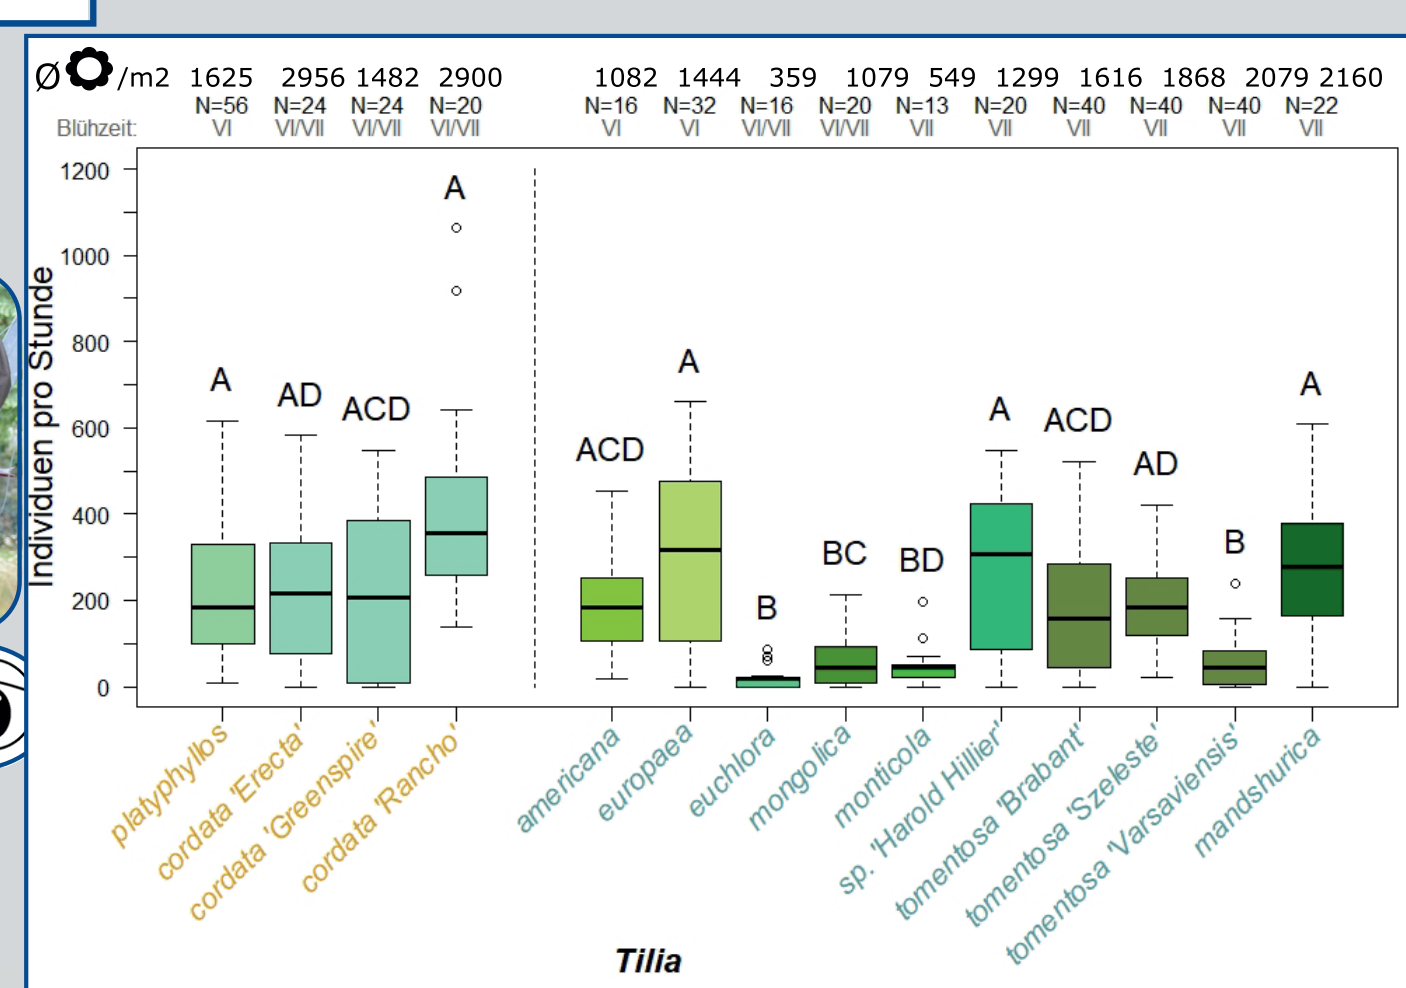 Ø /m2 1625 2956 1482 2900 1082 1444 359 1079 549 1299 1616 1868 2079 2160
N=56 N=24 N=24 N=20 N=16 N=32 N=16 N=20 N=13 N=20 N=40 N=40 N=40 N=22
Blühzeit: VI VI/VII VI/VII VI/VII VI VI VI/VII VI/VII VII VII VII VII VII VII
Individuen pro Stunde
1200
1000
800
600
400
200
0
A AD ACD A ACD A B BC BD A ACD AD B A
platyphyllos
cordata 'Erecta'
cordata 'Greenspire'
cordata 'Rancho'
americana
europaea
euchlora
mongolica
monticola
sp. 'Harold Hillier'
tomentosa 'Brabant'
tomentosa 'Szeleste'
tomentosa 'Varsaviensis'
mandshurica
Tilia